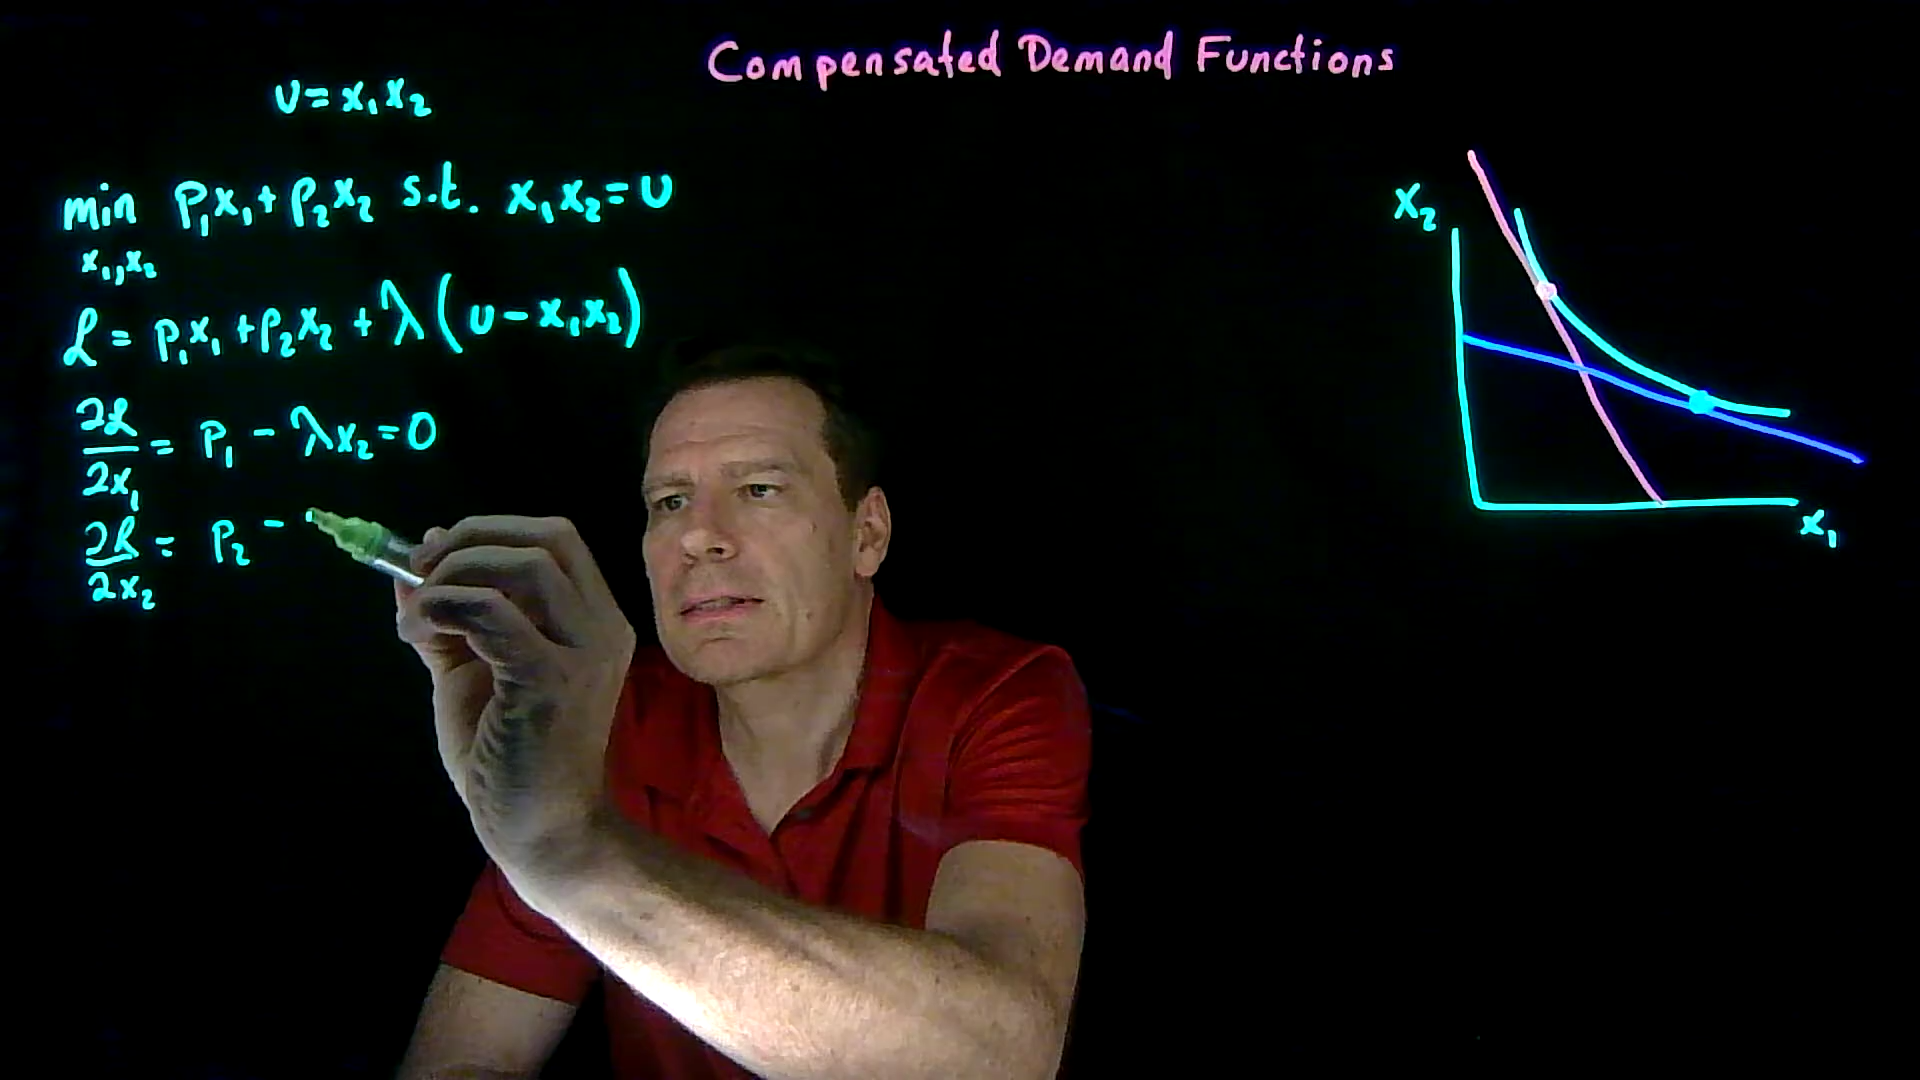 Compensated Demand Functions
U = x₁x₂
min p₁x₁ + p₂x₂ s.t. x₁x₂ = U
x₁, x₂
ℒ = p₁x₁ + p₂x₂ + λ(U − x₁x₂)
∂ℒ/∂x₁ = p₁ − λx₂ = 0
∂ℒ/∂x₂ = p₂ −
x₂
x₁